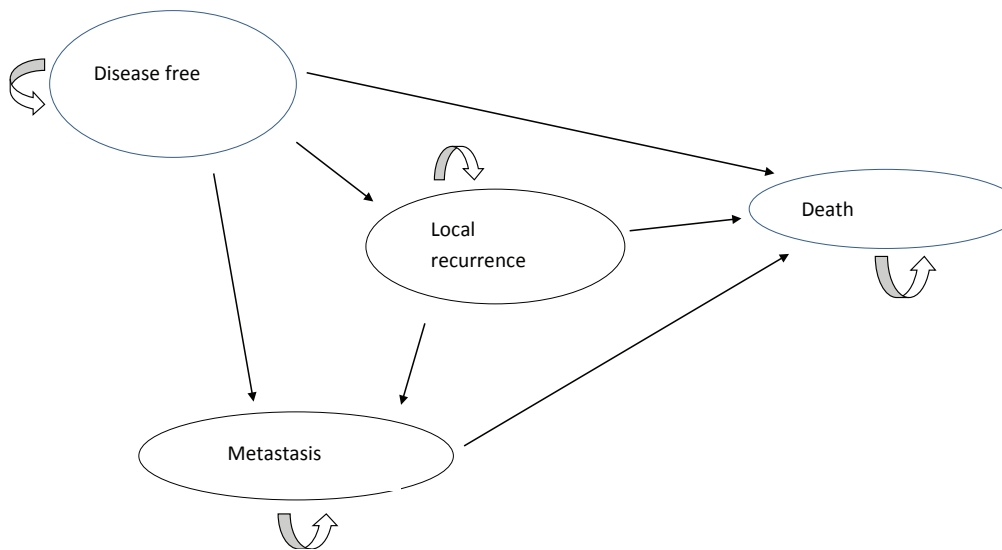 Disease free
Local
recurrence
Death
Metastasis